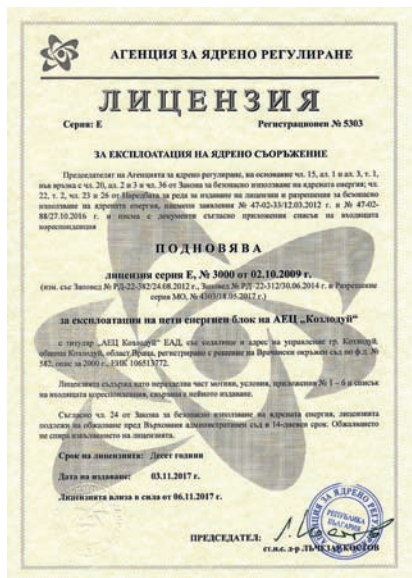 АГЕНЦИЯ ЗА ЯДРЕНО РЕГУЛИРАНЕ
ЛИЦЕНЗИЯ
Серия: Е Регистрационен № 5303
ЗА ЕКСПЛОАТАЦИЯ НА ЯДРЕНО СЪОРЪЖЕНИЕ
Председателят на Агенцията за ядрено регулиране, на основание чл. 15, ал. 1 и ал. 3, т. 1,
във връзка с чл. 20, ал. 2 и 3 и чл. 36 от Закона за безопасно използване на ядрената енергия; чл.
22, т. 2, чл. 23 и 26 от Наредбата за реда за издаване на лицензии и разрешения за безопасно
използване на ядрената енергия, заявления № 47-02-33/12.03.2012 г. и № 47-02-
88/27.10.2016 г. и писма с документи съгласно приложения списък на входящата
кореспонденция
ПОДНОВЯВА
лицензия серия Е, № 3000 от 02.10.2009 г.
(изм. със Заповед № РД-22-382/24.08.2012 г., Заповед № РД-22-312/30.06.2014 г. и Разрешение
серия МО, № 4303/18.05.2017 г.)
за експлоатация на пети енергиен блок на АЕЦ „Козлодуй“
с титуляр „АЕЦ Козлодуй“ ЕАД, със седалище и адрес на управление гр. Козлодуй,
община Козлодуй, област Враца, регистрирано с решение на Врачански окръжен съд по ф.д. №
582, опис за 2000 г., ЕИК 106513772.
Лицензията съдържа като неразделна част мотиви, условия, приложения № 1 – 6 и списък
на входящата кореспонденция, свързана с нейното издаване.
Съгласно чл. 24 от Закона за безопасно използване на ядрената енергия, лицензията
подлежи на обжалване пред Върховния административен съд в 14-дневен срок. Обжалването
не спира изпълнението на лицензията.
Срок на лицензията: Десет години
Дата на издаване: 03.11.2017 г.
Лицензията влиза в сила от 06.11.2017 г.
ПРЕДСЕДАТЕЛ:
ст.н.с. д-р ЛЪЧЕЗАР КОСТОВ
РЕПУБЛИКА
БЪЛГАРИЯ